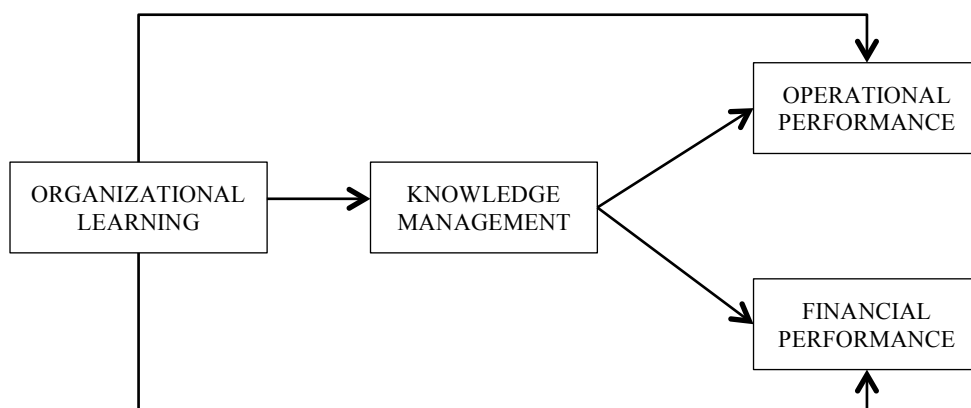 OPERATIONAL
PERFORMANCE
ORGANIZATIONAL
LEARNING
KNOWLEDGE
MANAGEMENT
FINANCIAL
PERFORMANCE